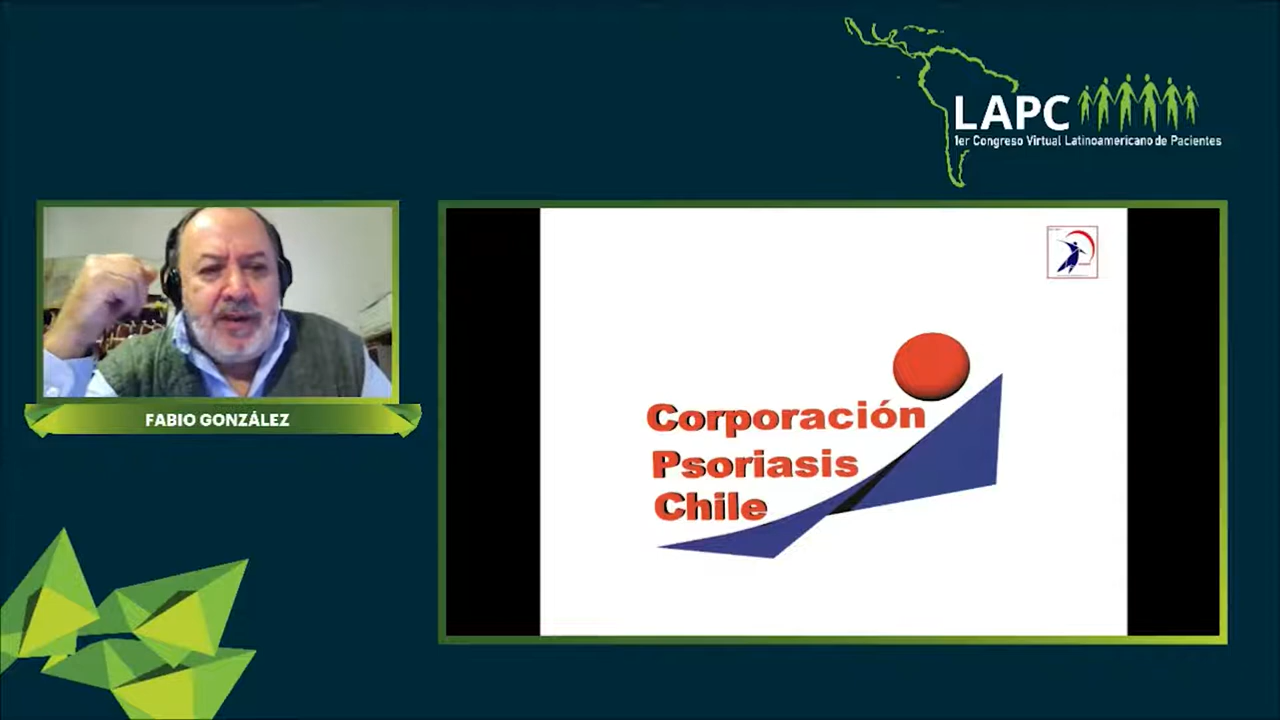 LAPC
1er Congreso Virtual Latinoamericano de Pacientes
FABIO GONZÁLEZ
Corporación
Psoriasis
Chile